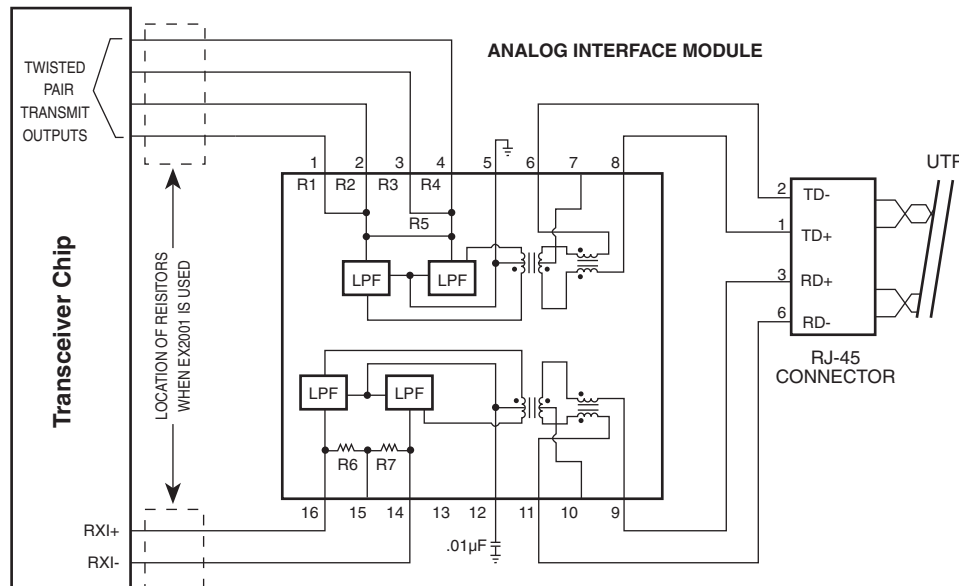 ANALOG INTERFACE MODULE
TWISTED
PAIR
TRANSMIT
OUTPUTS
1 2 3 4 5 6 7 8
R1 R2 R3 R4
R5
LPF LPF
LPF LPF
R6 R7
16 15 14 13 12 11 10 9
.01µF
Transceiver Chip
LOCATION OF REISITORS
WHEN EX2001 IS USED
RXI+
RXI-
UTP
2 TD-
1 TD+
3 RD+
6 RD-
RJ-45
CONNECTOR